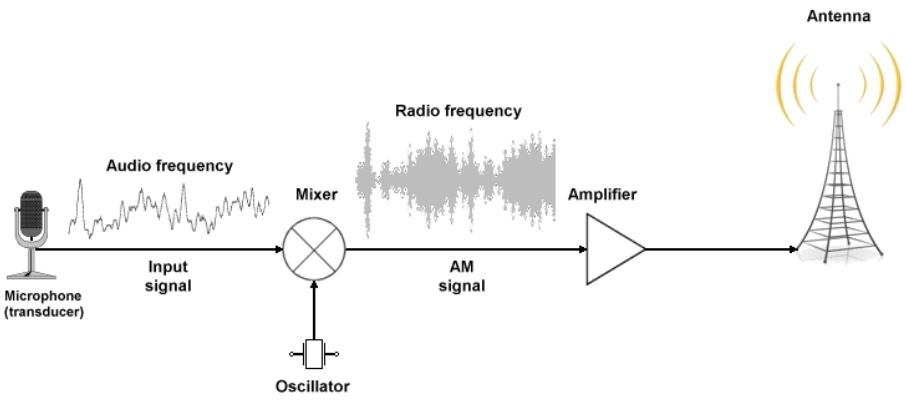 Antenna
Radio frequency
Audio frequency
Mixer
Amplifier
Input
signal
AM
signal
Microphone
(transducer)
Oscillator